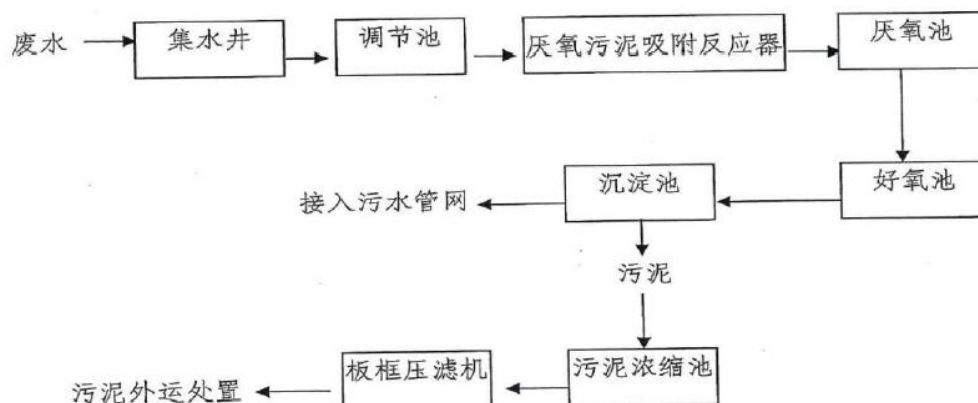 废水
集水井
调节池
厌氧污泥吸附反应器
厌氧池
好氧池
沉淀池
接入污水管网
污泥
污泥浓缩池
板框压滤机
污泥外运处置